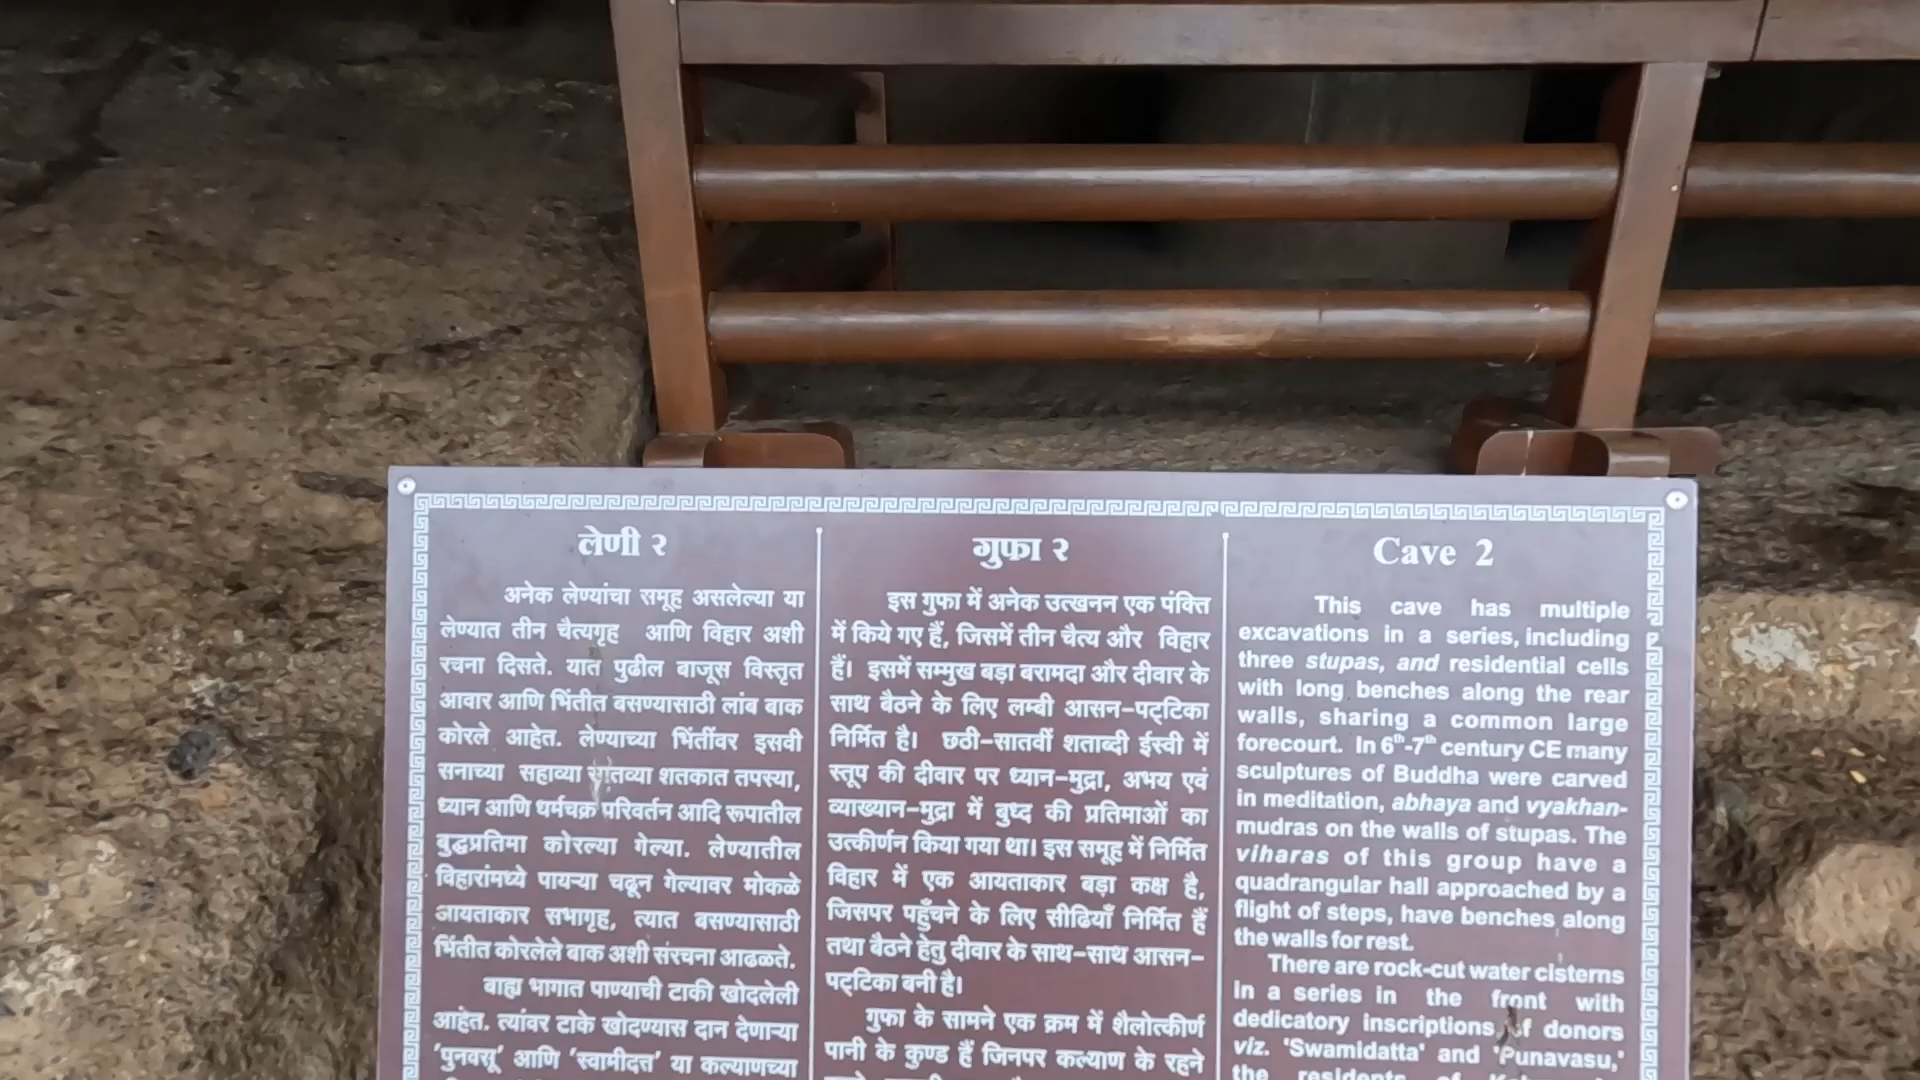 लेणी २
अनेक लेण्यांचा समूह असलेल्या या
लेण्यात तीन चैत्यगृह आणि विहार अशी
रचना दिसते. यात पुढील बाजूस विस्तृत
आवार आणि भिंतीत बसण्यासाठी लांब बाक
कोरले आहेत. लेण्याच्या भिंतींवर इसवी
सनाच्या सहाव्या सातव्या शतकात तपस्या,
ध्यान आणि धर्मचक्र परिवर्तन आदि रूपातील
बुद्धप्रतिमा कोरल्या गेल्या. लेण्यातील
विहारांमध्ये पायऱ्या चढून गेल्यावर मोकळे
आयताकार सभागृह, त्यात बसण्यासाठी
भिंतीत कोरलेले बाक अशी संरचना आढळते.
बाह्य भागात पाण्याची टाकी खोदलेली
आहेत. त्यांवर टाके खोदण्यास दान देणाऱ्या
'पुनवसू' आणि 'स्वामीदत्त' या कल्याणच्या
गुफा २
इस गुफा में अनेक उत्खनन एक पंक्ति
में किये गए हैं, जिसमें तीन चैत्य और विहार
हैं। इसमें सम्मुख बड़ा बरामदा और दीवार के
साथ बैठने के लिए लम्बी आसन-पट्टिका
निर्मित है। छठी-सातवीं शताब्दी ईस्वी में
स्तूप की दीवार पर ध्यान-मुद्रा, अभय एवं
व्याख्यान-मुद्रा में बुध्द की प्रतिमाओं का
उत्कीर्णन किया गया था। इस समूह में निर्मित
विहार में एक आयताकार बड़ा कक्ष है,
जिसपर पहुँचने के लिए सीढियाँ निर्मित हैं
तथा बैठने हेतु दीवार के साथ-साथ आसन-
पट्टिका बनी है।
गुफा के सामने एक क्रम में शैलोत्कीर्ण
पानी के कुण्ड हैं जिनपर कल्याण के रहने
Cave 2
This cave has multiple
excavations in a series, including
three stupas, and residential cells
with long benches along the rear
walls, sharing a common large
forecourt. In 6th-7th century CE many
sculptures of Buddha were carved
in meditation, abhaya and vyakhan-
mudras on the walls of stupas. The
viharas of this group have a
quadrangular hall approached by a
flight of steps, have benches along
the walls for rest.
There are rock-cut water cisterns
in a series in the front with
dedicatory inscriptions of donors
viz. 'Swamidatta' and 'Punavasu,'
the residents of